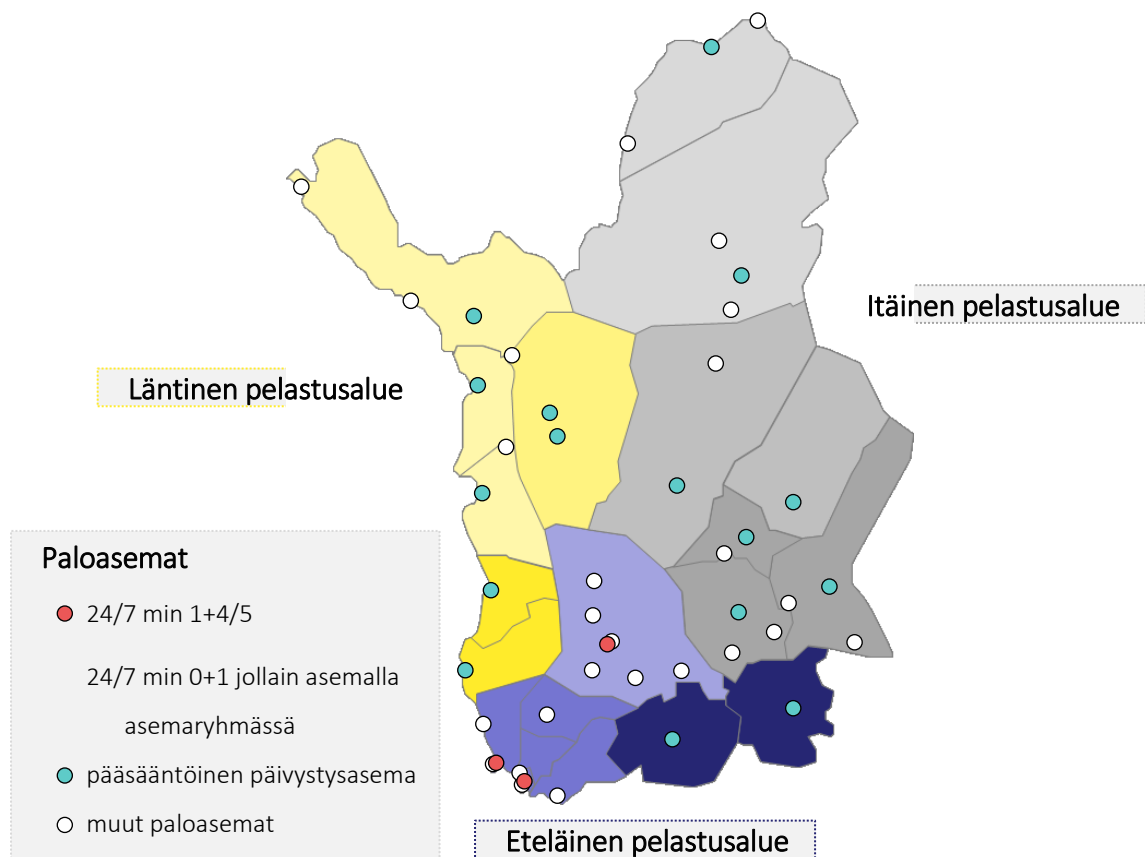 Itäinen pelastusalue
Läntinen pelastusalue
Paloasemat
24/7 min 1+4/5
24/7 min 0+1 jollain asemalla
asemaryhmässä
pääsääntöinen päivystysasema
muut paloasemat
Eteläinen pelastusalue